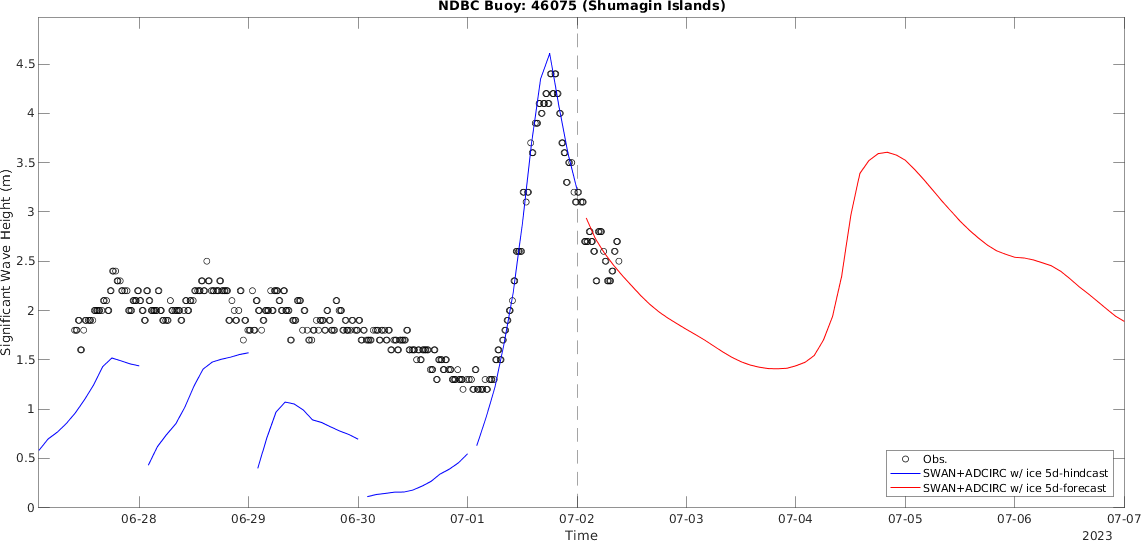 NDBC Buoy: 46075 (Shumagin Islands)
Significant Wave Height (m)
4.5
4
3.5
3
2.5
2
1.5
1
0.5
0
Obs.
SWAN+ADCIRC w/ ice 5d-hindcast
SWAN+ADCIRC w/ ice 5d-forecast
06-28 06-29 06-30 07-01 07-02 07-03 07-04 07-05 07-06 07-07
Time
2023